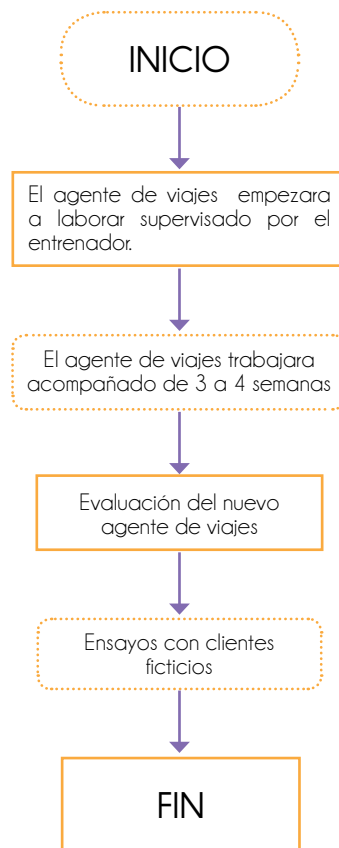 INICIO
El agente de viajes empezara
a laborar supervisado por el
entrenador.
El agente de viajes trabajara
acompañado de 3 a 4 semanas
Evaluación del nuevo
agente de viajes
Ensayos con clientes
ficticios
FIN